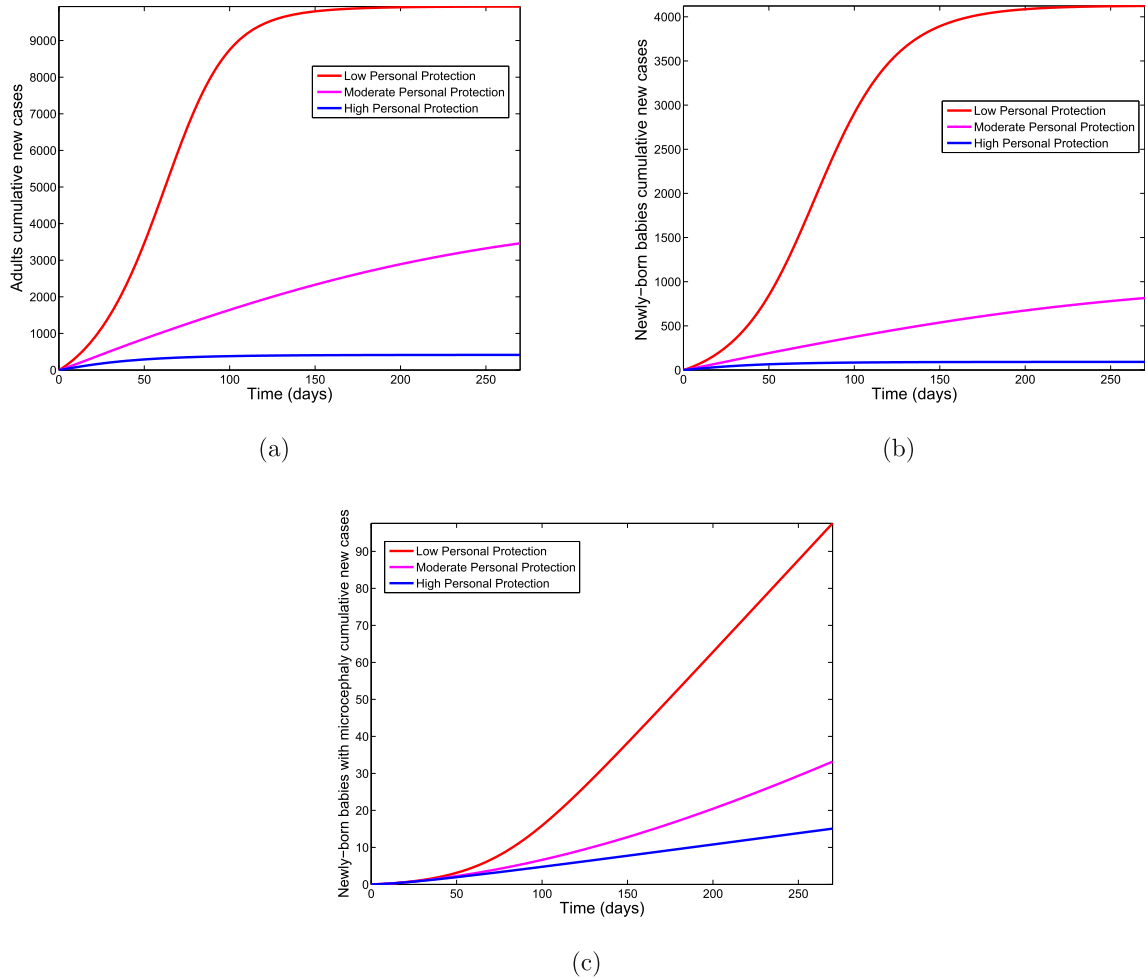 Adults cumulative new cases
9000
8000
7000
6000
5000
4000
3000
2000
1000
0
Low Personal Protection
Moderate Personal Protection
High Personal Protection
0 50 100 150 200 250
Time (days)
(a)
Newly−born babies cumulative new cases
4000
3500
3000
2500
2000
1500
1000
500
0
Low Personal Protection
Moderate Personal Protection
High Personal Protection
0 50 100 150 200 250
Time (days)
(b)
Newly−born babies with microcephaly cumulative new cases
90
80
70
60
50
40
30
20
10
0
Low Personal Protection
Moderate Personal Protection
High Personal Protection
0 50 100 150 200 250
Time (days)
(c)